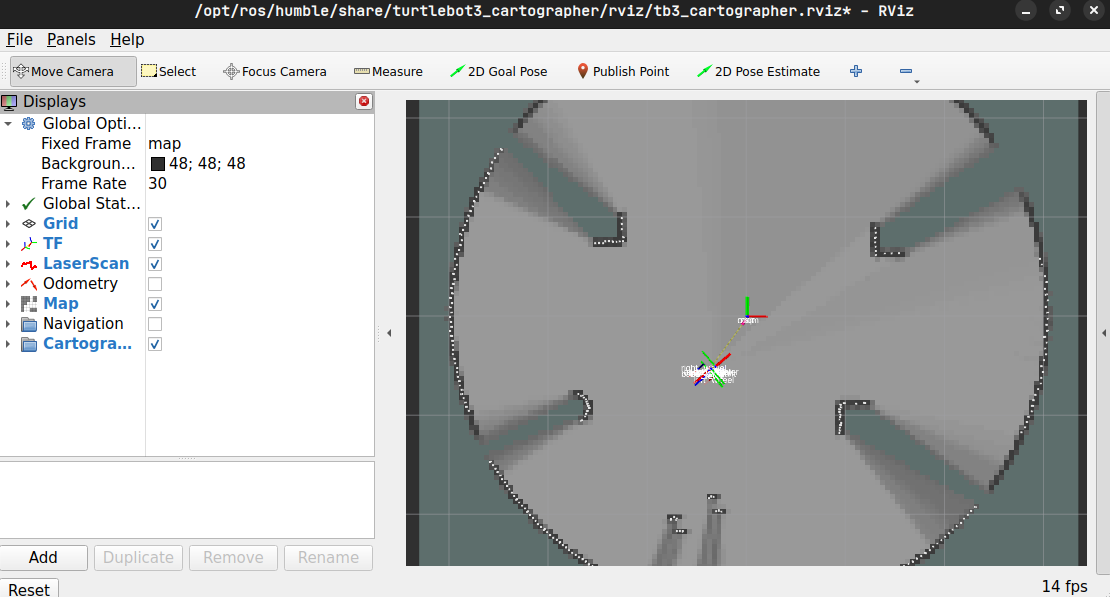 /opt/ros/humble/share/turtlebot3_cartographer/rviz/tb3_cartographer.rviz* - RViz
File Panels Help
Move Camera Select Focus Camera Measure 2D Goal Pose Publish Point 2D Pose Estimate
Displays
Global Opti...
Fixed Frame map
Backgroun... 48; 48; 48
Frame Rate 30
Global Stat...
Grid
TF
LaserScan
Odometry
Map
Navigation
Cartogra...
Add Duplicate Remove Rename
Reset
14 fps